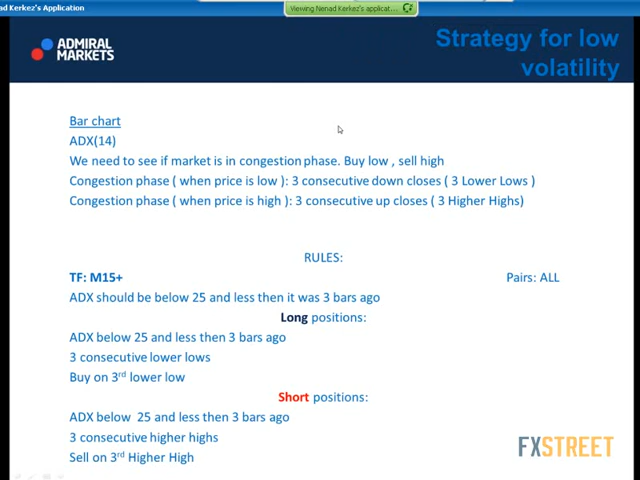 ad Kerkez's Application
Viewing Nenad Kerkez's applicat...
ADMIRAL
MARKETS
Strategy for low
volatility
Bar chart
ADX(14)
We need to see if market is in congestion phase. Buy low , sell high
Congestion phase ( when price is low ): 3 consecutive down closes ( 3 Lower Lows )
Congestion phase ( when price is high ): 3 consecutive up closes ( 3 Higher Highs)
RULES:
TF: M15+ Pairs: ALL
ADX should be below 25 and less then it was 3 bars ago
Long positions:
ADX below 25 and less then 3 bars ago
3 consecutive lower lows
Buy on 3rd lower low
Short positions:
ADX below 25 and less then 3 bars ago
3 consecutive higher highs
Sell on 3rd Higher High
FXSTREET